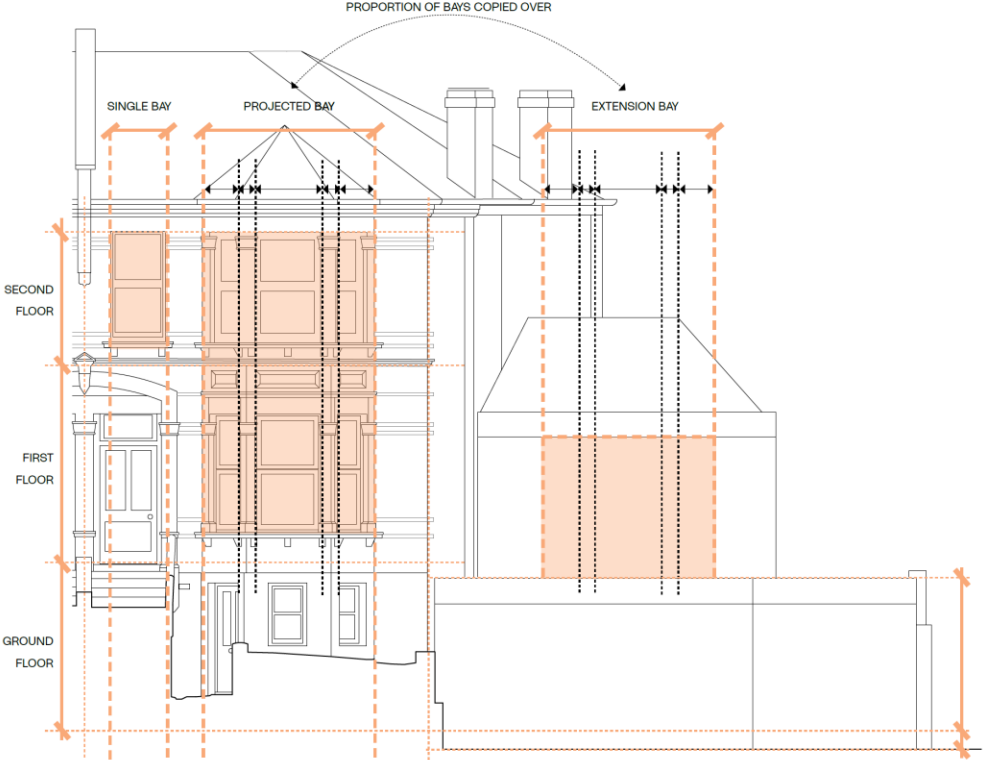 PROPORTION OF BAYS COPIED OVER
SINGLE BAY
PROJECTED BAY
EXTENSION BAY
SECOND
FLOOR
FIRST
FLOOR
GROUND
FLOOR